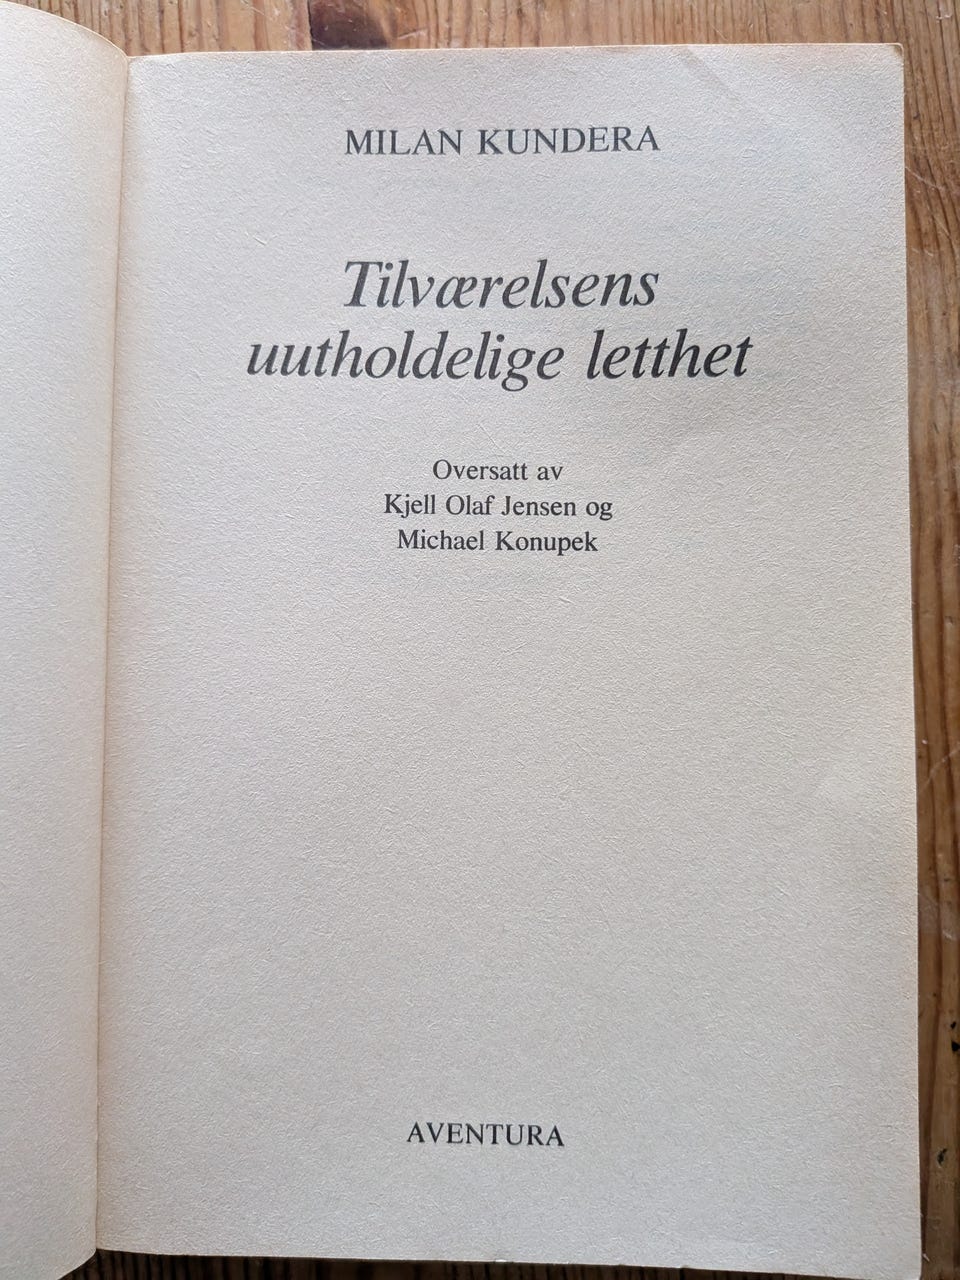 MILAN KUNDERA
Tilværelsens
uutholdelige letthet
Oversatt av
Kjell Olaf Jensen og
Michael Konupek
AVENTURA